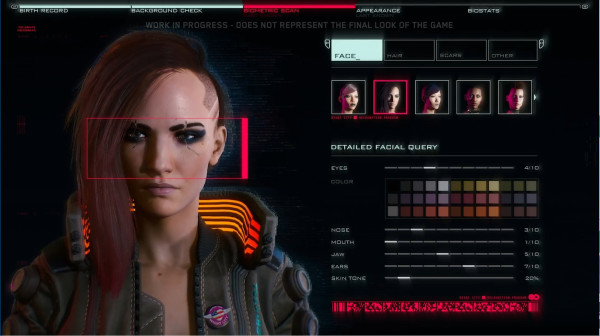 BIRTH RECORD
BACKGROUND CHECK
BIOMETRIC SCAN
APPEARANCE
BIOSTATS
WORK IN PROGRESS - DOES NOT REPRESENT THE FINAL LOOK OF THE GAME
FACE_
HAIR
SCARS
OTHER
DETAILED FACIAL QUERY
EYES 4/10
COLOR
NOSE 3/10
MOUTH 1/10
JAW 5/10
EARS 7/10
SKIN TONE 20%